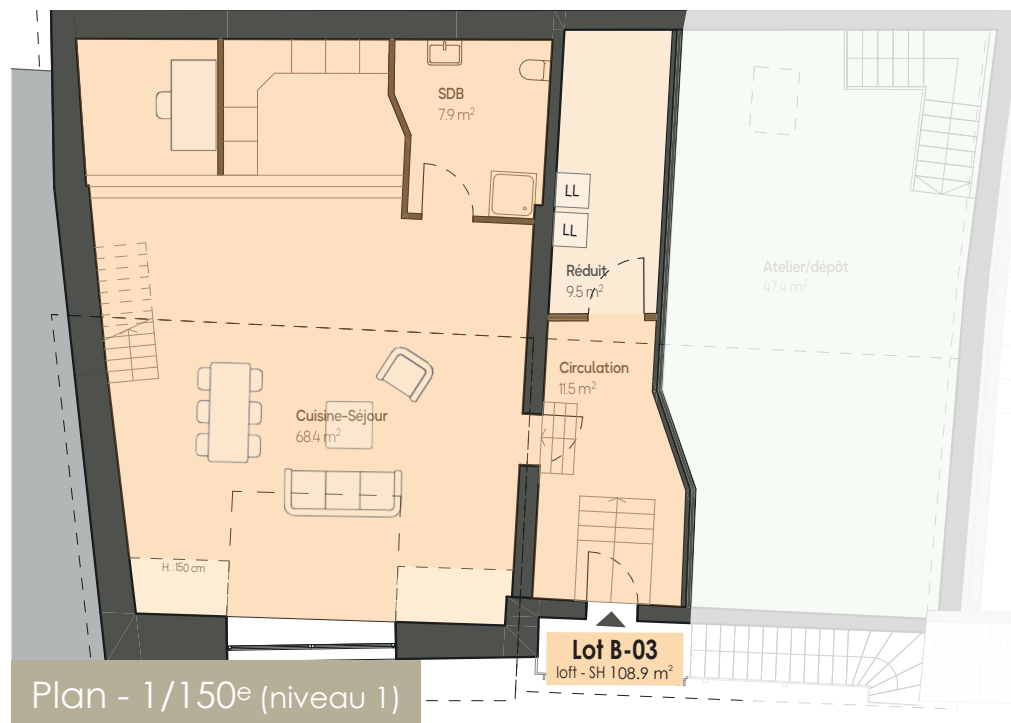 SDB
7.9 m²
LL
LL
Réduit
9.5 m²
Atelier/dépôt
47.4 m²
Circulation
11.5 m²
Cuisine-Séjour
68.4 m²
H.: 150 cm
Lot B-03
loft - SH 108.9 m²
Plan - 1/150ᵉ (niveau 1)